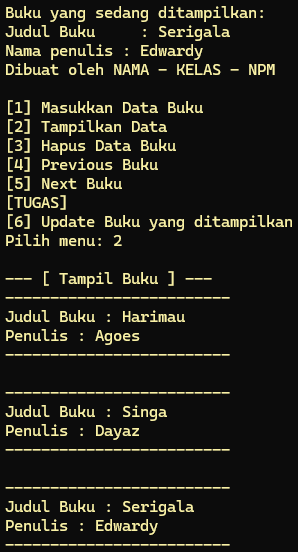 Buku yang sedang ditampilkan:
Judul Buku     : Serigala
Nama penulis : Edwardy
Dibuat oleh NAMA - KELAS - NPM

[1] Masukkan Data Buku
[2] Tampilkan Data
[3] Hapus Data Buku
[4] Previous Buku
[5] Next Buku
[TUGAS]
[6] Update Buku yang ditampilkan
Pilih menu: 2

--- [ Tampil Buku ] ---
-------------------------
Judul Buku : Harimau
Penulis : Agoes
-------------------------

-------------------------
Judul Buku : Singa
Penulis : Dayaz
-------------------------

-------------------------
Judul Buku : Serigala
Penulis : Edwardy
-------------------------